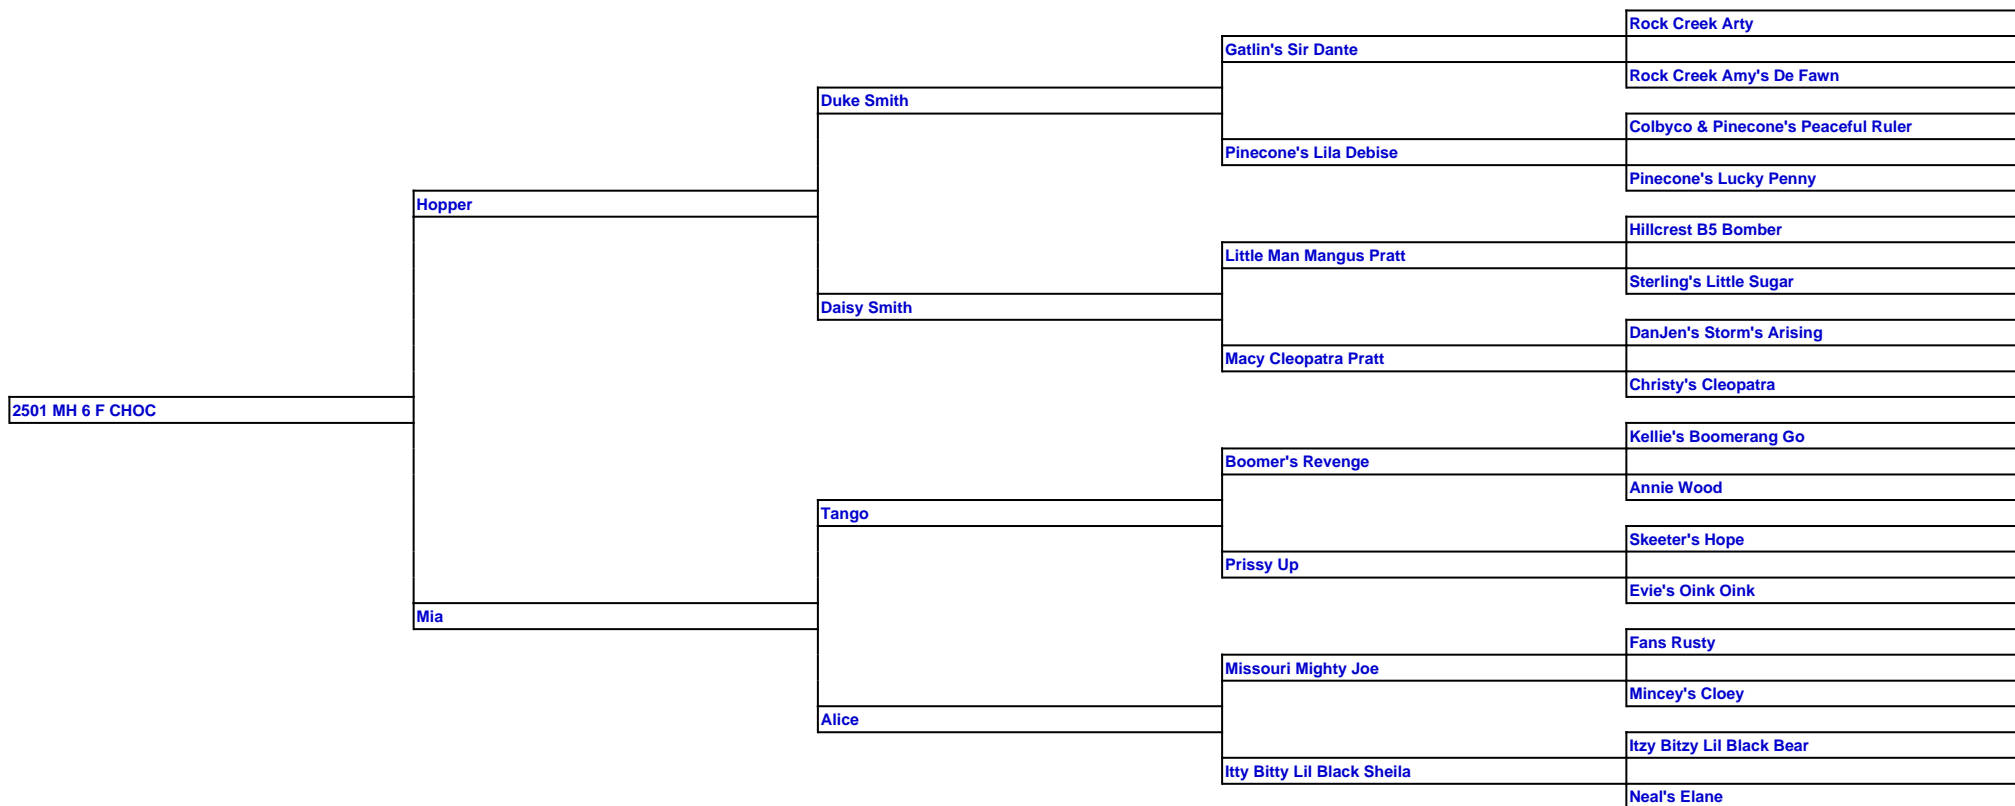 Rock Creek Arty
Gatlin's Sir Dante
Rock Creek Amy's De Fawn
Duke Smith
Colbyco & Pinecone's Peaceful Ruler
Pinecone's Lila Debise
Pinecone's Lucky Penny
Hopper
Hillcrest B5 Bomber
Little Man Mangus Pratt
Sterling's Little Sugar
Daisy Smith
DanJen's Storm's Arising
Macy Cleopatra Pratt
Christy's Cleopatra
2501 MH 6 F CHOC
Kellie's Boomerang Go
Boomer's Revenge
Annie Wood
Tango
Skeeter's Hope
Prissy Up
Evie's Oink Oink
Mia
Fans Rusty
Missouri Mighty Joe
Mincey's Cloey
Alice
Itzy Bitzy Lil Black Bear
Itty Bitty Lil Black Sheila
Neal's Elane